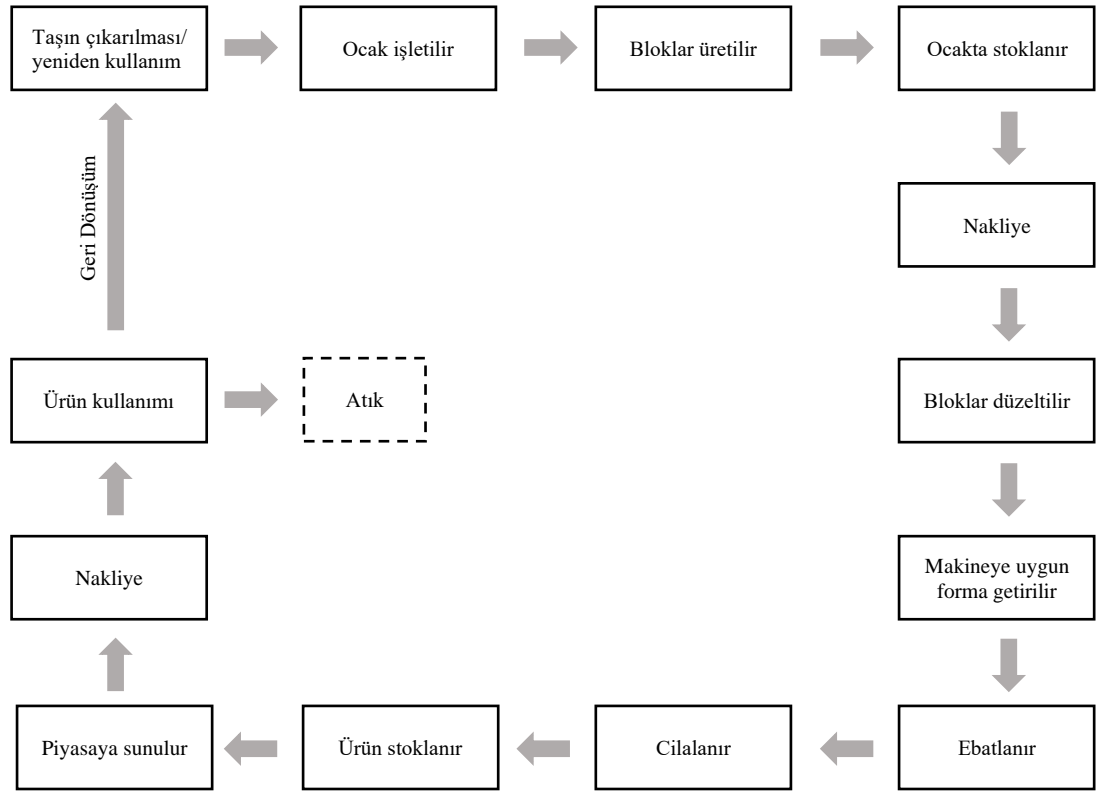 Taşın çıkarılması/
yeniden kullanım
Ocak işletilir
Bloklar üretilir
Ocakta stoklanır
Nakliye
Geri Dönüşüm
Ürün kullanımı
Atık
Bloklar düzeltilir
Nakliye
Makineye uygun
forma getirilir
Piyasaya sunulur
Ürün stoklanır
Cilalanır
Ebatlanır